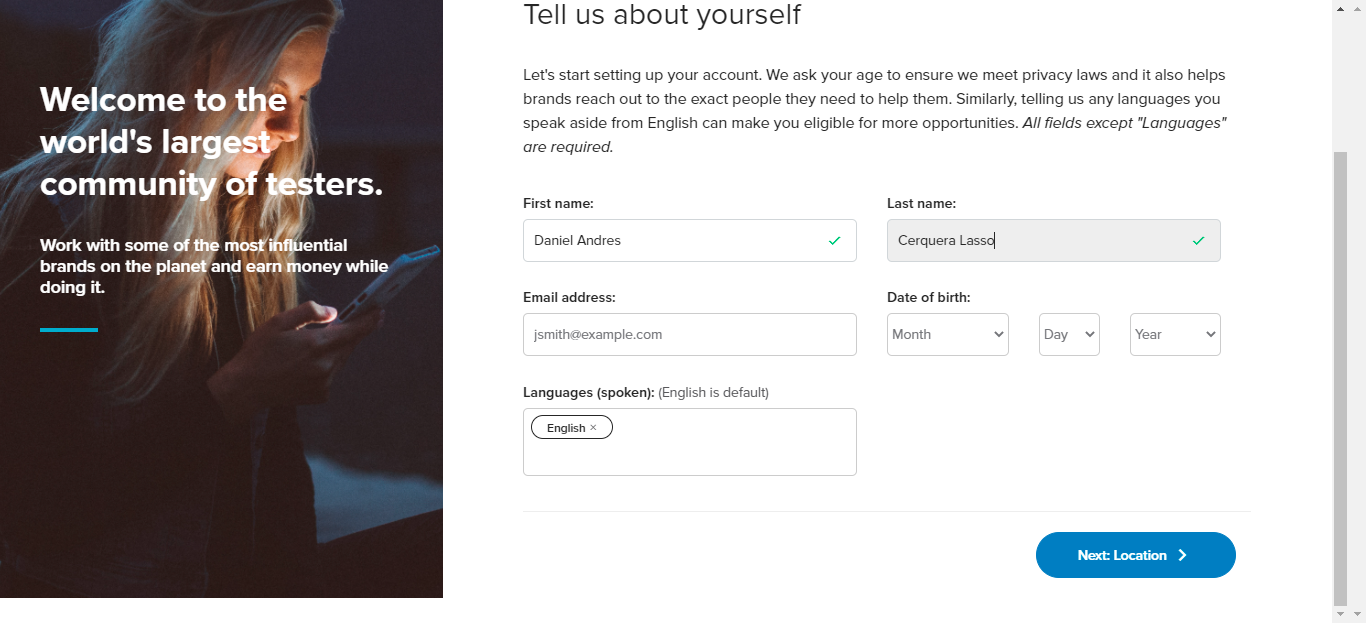 Welcome to the
world's largest
community of testers.
Work with some of the most influential
brands on the planet and earn money while
doing it.
Tell us about yourself
Let's start setting up your account. We ask your age to ensure we meet privacy laws and it also helps
brands reach out to the exact people they need to help them. Similarly, telling us any languages you
speak aside from English can make you eligible for more opportunities. All fields except "Languages"
are required.
First name:
Last name:
Daniel Andres
Cerquera Lasso
Email address:
Date of birth:
jsmith@example.com
Month
Day
Year
Languages (spoken): (English is default)
English ×
Next: Location